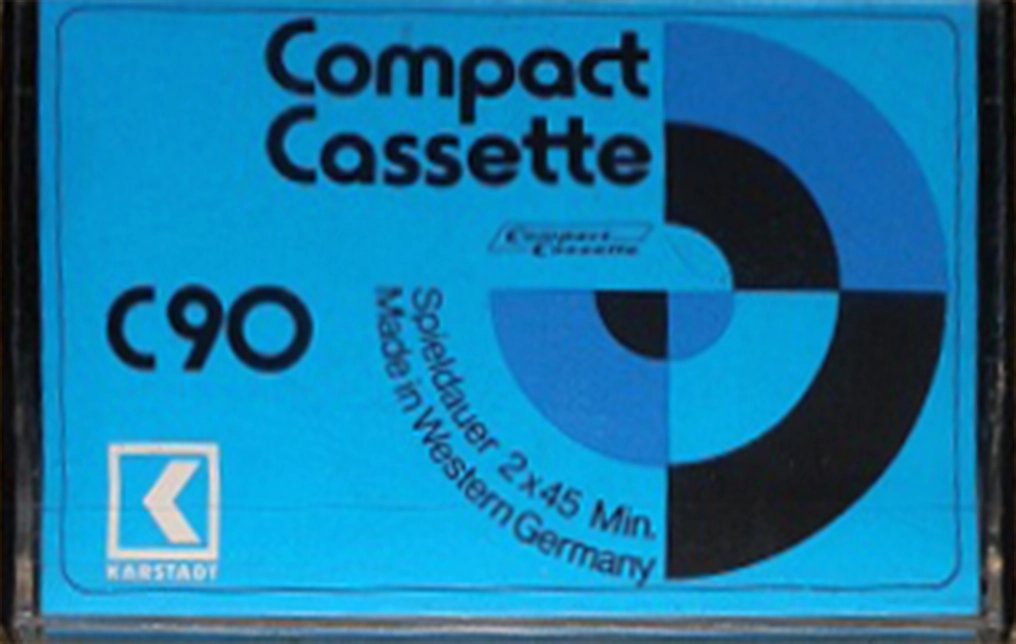 Compact
Cassette
Compact
Cassette
C90
Spieldauer 2x45 Min.
Made in Western Germany
KARSTADT